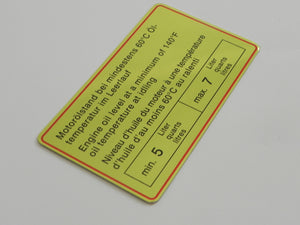 Motorölstand bei mindestens 60°C Öl-
temperatur im Leerlauf
Engine oil level at a minimum of 140°F
oil temperature at idling
Niveau d'huile du moteur à une température
d'huile d'au moins 60°C au ralenti
min. 5 Liter quarts litres
max. 7 Liter quarts litres